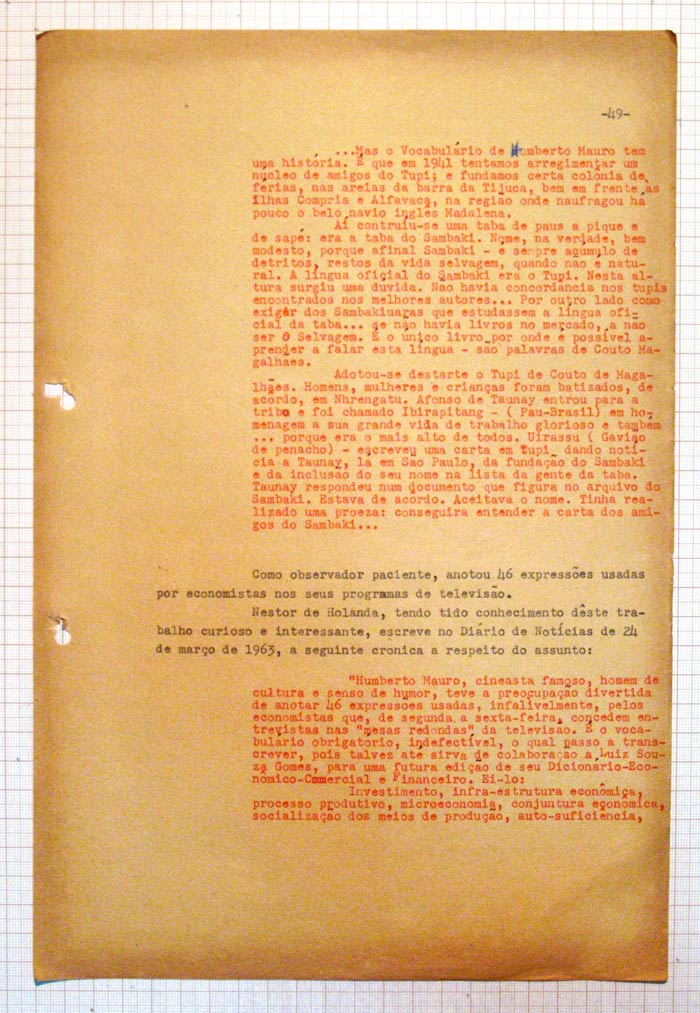 -49-
...Mas o Vocabulário de Humberto Mauro tem
uma história. É que em 1941 tentamos arregimentar um
nucleo de amigos do Tupi; e fundamos certa colônia de
ferias, nas areias da barra da Tijuca, bem em frente as
ilhas Compria e Alfavaca, na região onde naufragou há
pouco o belo navio inglês Madalena.
Aí contruiu-se uma taba de paus a pique e
de sapé: era a taba do Sambaki. Nome, na verdade, bem
modesto, porque afinal Sambaki - é sempre acumulo de
detritos, restos da vida selvagem, quando não é natu-
ral. A língua oficial do Sambaki era o Tupi. Nesta al-
tura surgiu uma duvida. Não havia concordancia nos tupis
encontrados nos melhores autores... Por outro lado como
exigir dos Sambakiuaras que estudassem a língua ofi-
cial da taba... se não havia livros no mercado, a não
ser O Selvagem. É o único livro por onde é possível a-
prender a falar esta língua - são palavras de Couto Ma-
galhães.
Adotou-se destarte o Tupi de Couto de Maga-
lhães. Homens, mulheres e crianças foram batizados, de
acordo, em Nhrengatu. Afonso de Taunay entrou para a
tribo e foi chamado Ibirapitang - ( Pau-Brasil) em ho-
menagem a sua grande vida de trabalho glorioso e também
... porque era o mais alto de todos. Uirassu ( Gavião
de penacho) - escreveu uma carta em Tupi dando notí-
cia a Taunay, lá em São Paulo, da fundação do Sambaki
e da inclusão do seu nome na lista da gente da taba.
Taunay respondeu num documento que figura no arquivo do
Sambaki. Estava de acordo. Aceitava o nome. Tinha rea-
lizado uma proeza: conseguira entender a carta dos ami-
gos do Sambaki...
Como observador paciente, anotou 46 expressões usadas
por economistas nos seus programas de televisão.
Nestor de Holanda, tendo tido conhecimento dêste tra-
balho curioso e interessante, escreve no Diário de Notícias de 24
de março de 1963, a seguinte cronica a respeito do assunto:
"Humberto Mauro, cineasta famoso, homem de
cultura e senso de humor, teve a preocupação divertida
de anotar 46 expressões usadas, infalivelmente, pelos
economistas que, de segunda a sexta-feira, concedem en-
trevistas nas "mesas redondas" da televisão. É o voca-
bulário obrigatorio, indefectível, o qual passo a trans-
crever, pois talvez até sirva de colaboração a Luiz Sou-
za Gomes, para uma futura edição de seu Dicionário-Eco-
nômico-Cmmercial e Financeiro. Ei-lo:
Investimento, infra-estrutura econômica,
processo produtivo, microeconomia, conjuntura econômica,
socialização dos meios de produção, auto-suficiência,